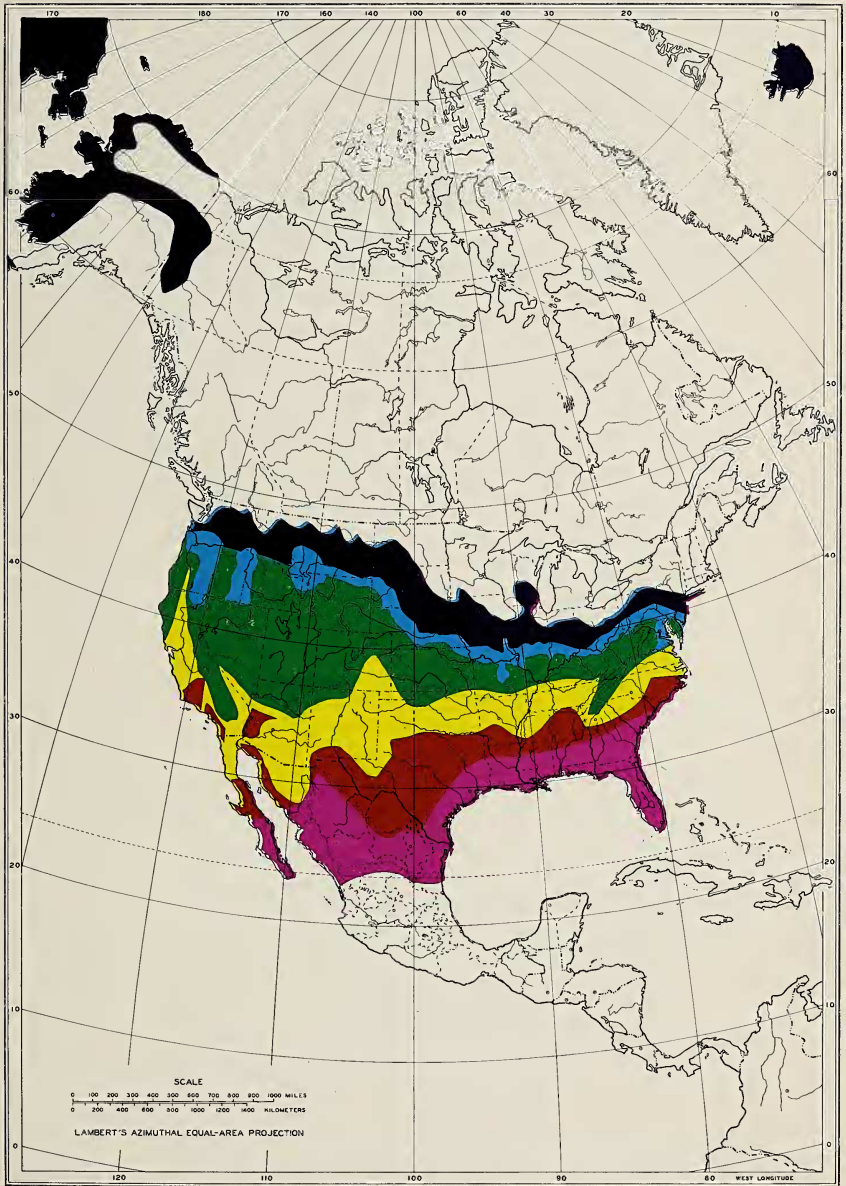 170 180 170 160 140 100 60 40 30 20 10
60 60
50 50
40 40
30 30
20 20
10 10
SCALE
0 100 200 300 400 500 600 700 800 900 1000 MILES
0 200 400 600 800 1000 1200 1400 KILOMETERS
LAMBERT'S AZIMUTHAL EQUAL-AREA PROJECTION
0 0
120 110 100 90 80 WEST LONGITUDE